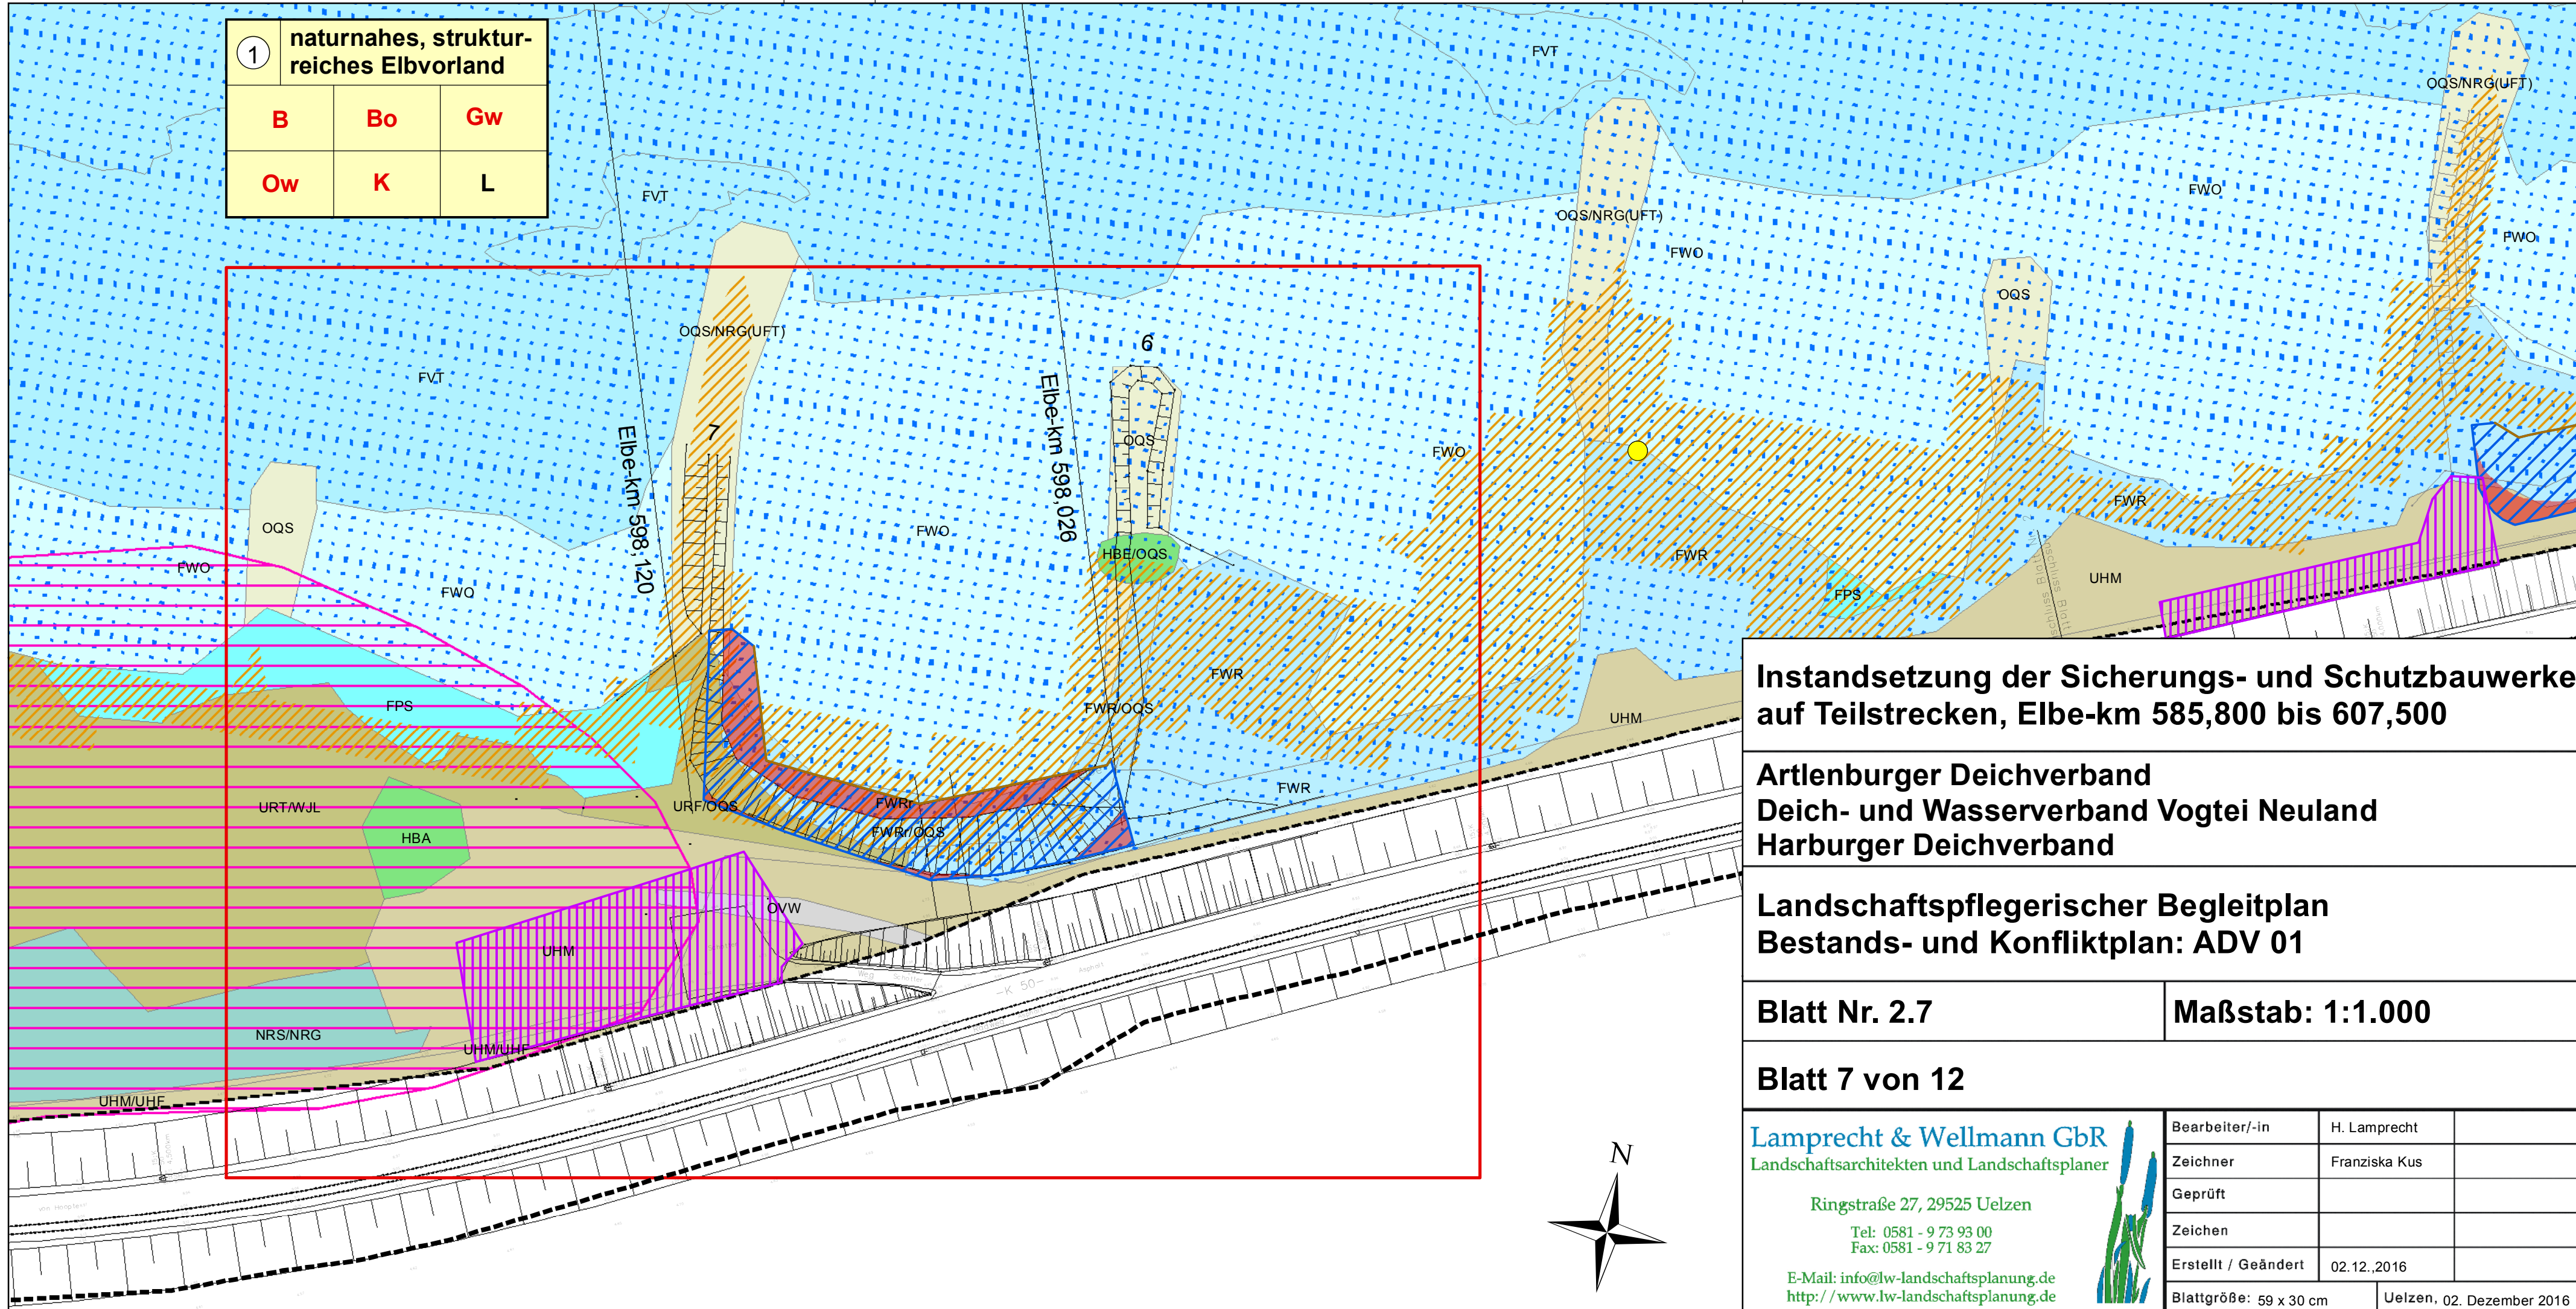 1
naturnahes, struktur-
reiches Elbvorland
B
Bo
Gw
Ow
K
L
FVT
FVT
OQS/NRG(UFT)
FWO
OQS/NRG(UFT)
FWO
FWO
OQS
OQS/NRG(UFT)
6
FVT
Elbe-km 598,120
7
Elbe-km 598,026
OQS
FWO
FWO
OQS
FWR
FWO
HBE/OQS
FWR
FWO
FWO
UHM
FPS
FWR
FPS
FWR/OQS
UHM
FWR
URT/WJL
URF/OQS
FWRr
HBA
FWRr/OQS
OVW
UHM
Weg
Schotter
Asphalt
-K 50-
NRS/NRG
UHM/UHF
UHM/UHF
N
Instandsetzung der Sicherungs- und Schutzbauwerke
auf Teilstrecken, Elbe-km 585,800 bis 607,500
Artlenburger Deichverband
Deich- und Wasserverband Vogtei Neuland
Harburger Deichverband
Landschaftspflegerischer Begleitplan
Bestands- und Konfliktplan: ADV 01
Blatt Nr. 2.7
Maßstab: 1:1.000
Blatt 7 von 12
Lamprecht & Wellmann GbR
Landschaftsarchitekten und Landschaftsplaner
Ringstraße 27, 29525 Uelzen
Tel: 0581 - 9 73 93 00
Fax: 0581 - 9 71 83 27
E-Mail: info@lw-landschaftsplanung.de
http://www.lw-landschaftsplanung.de
Bearbeiter/-in
H. Lamprecht
Zeichner
Franziska Kus
Geprüft
Zeichen
Erstellt / Geändert
02.12.,2016
Blattgröße: 59 x 30 cm
Uelzen, 02. Dezember 2016